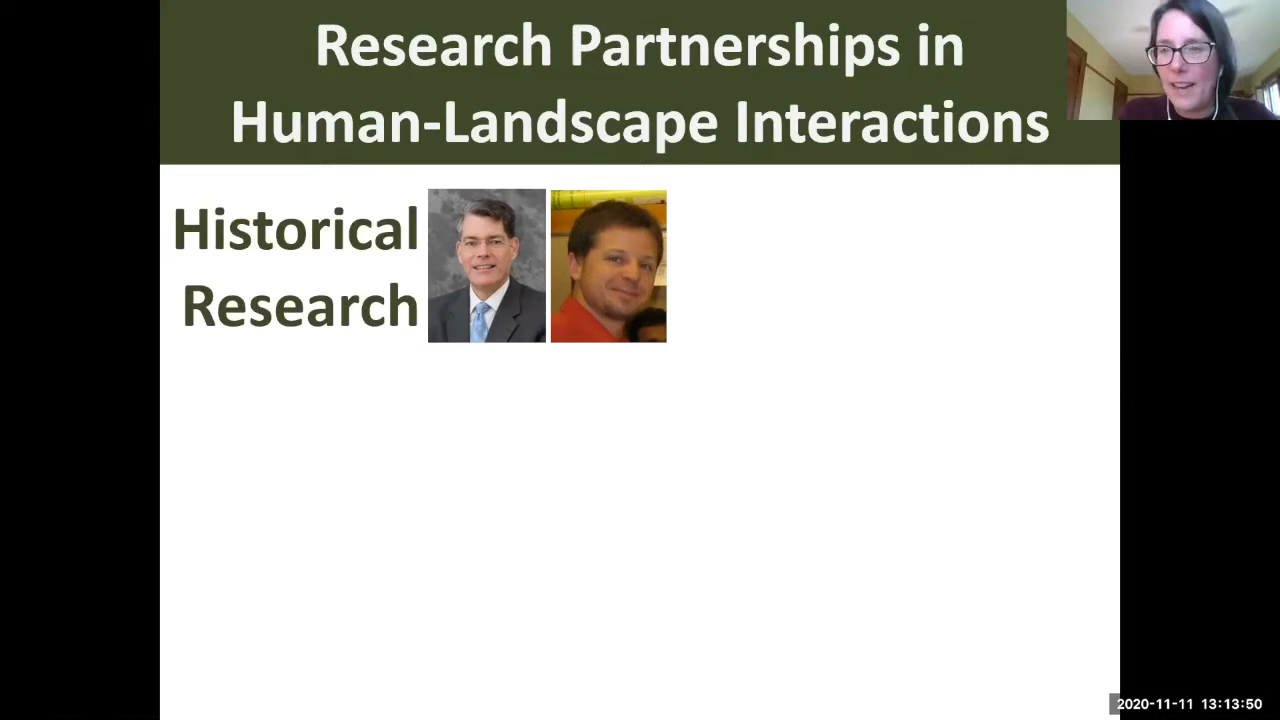 Research Partnerships in
Human-Landscape Interactions
Historical
Research
2020-11-11 13:13:50